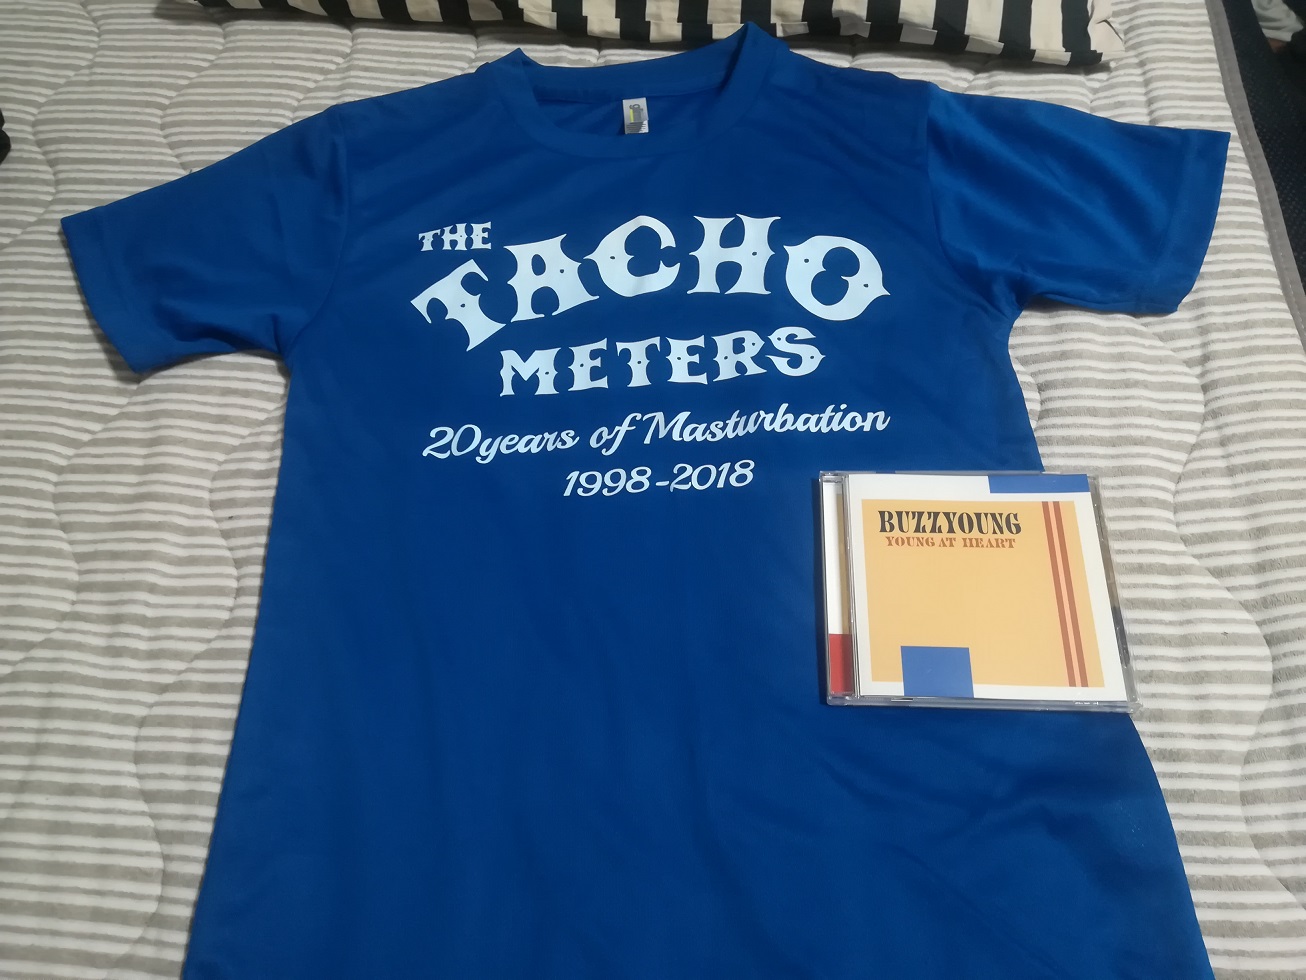 THE
TACHO
METERS
20years of Masturbation
1998-2018
BUZZYOUNG
YOUNG AT HEART